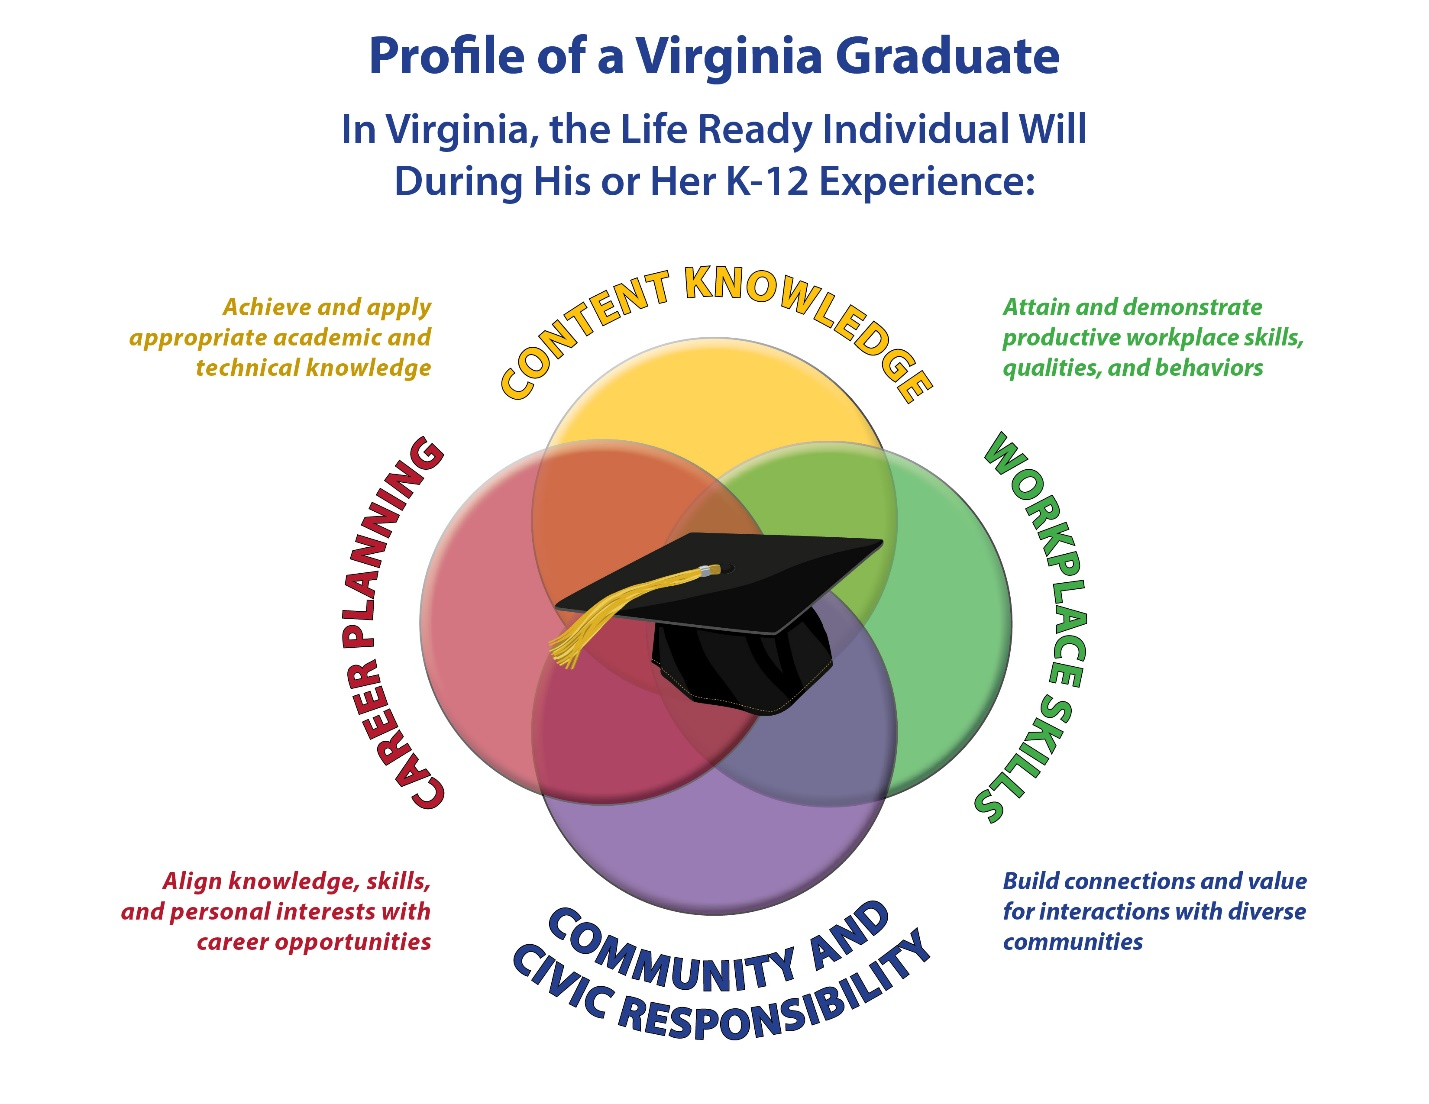 Profile of a Virginia Graduate
In Virginia, the Life Ready Individual Will
During His or Her K-12 Experience:
CONTENT KNOWLEDGE
Achieve and apply
appropriate academic and
technical knowledge
Attain and demonstrate
productive workplace skills,
qualities, and behaviors
CAREER PLANNING
WORKPLACE SKILLS
Align knowledge, skills,
and personal interests with
career opportunities
Build connections and value
for interactions with diverse
communities
COMMUNITY AND
CIVIC RESPONSIBILITY